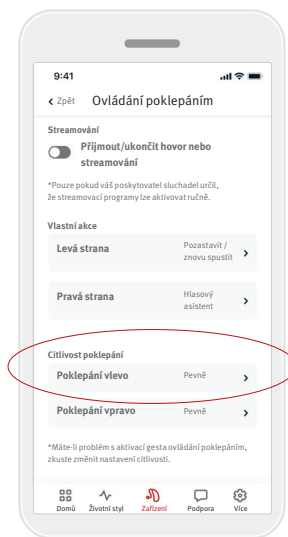 9:41
Zpět Ovládání poklepáním
Streamování
Přijmout/ukončit hovor nebo
streamování
*Pouze pokud váš poskytovatel sluchadel určil,
že streamovací programy lze aktivovat ručně.
Vlastní akce
Levá strana Pozastavit /
znovu spustit
Pravá strana Hlasový
asistent
Citlivost poklepání
Poklepání vlevo Pevně
Poklepání vpravo Pevně
*Máte-li problém s aktivací gesta ovládání poklepáním,
zkuste změnit nastavení citlivosti.
Domů Životní styl Zařízení Podpora Více